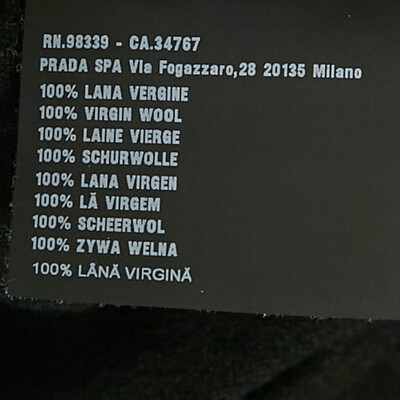 RN.98339 - CA.34767
PRADA SPA Via Fogazzaro,28 20135 Milano
100% LANA VERGINE
100% VIRGIN WOOL
100% LAINE VIERGE
100% SCHURWOLLE
100% LANA VIRGEN
100% LÃ VIRGEM
100% SCHEERWOL
100% ZYWA WELNA
100% LÂNĂ VIRGINĂ